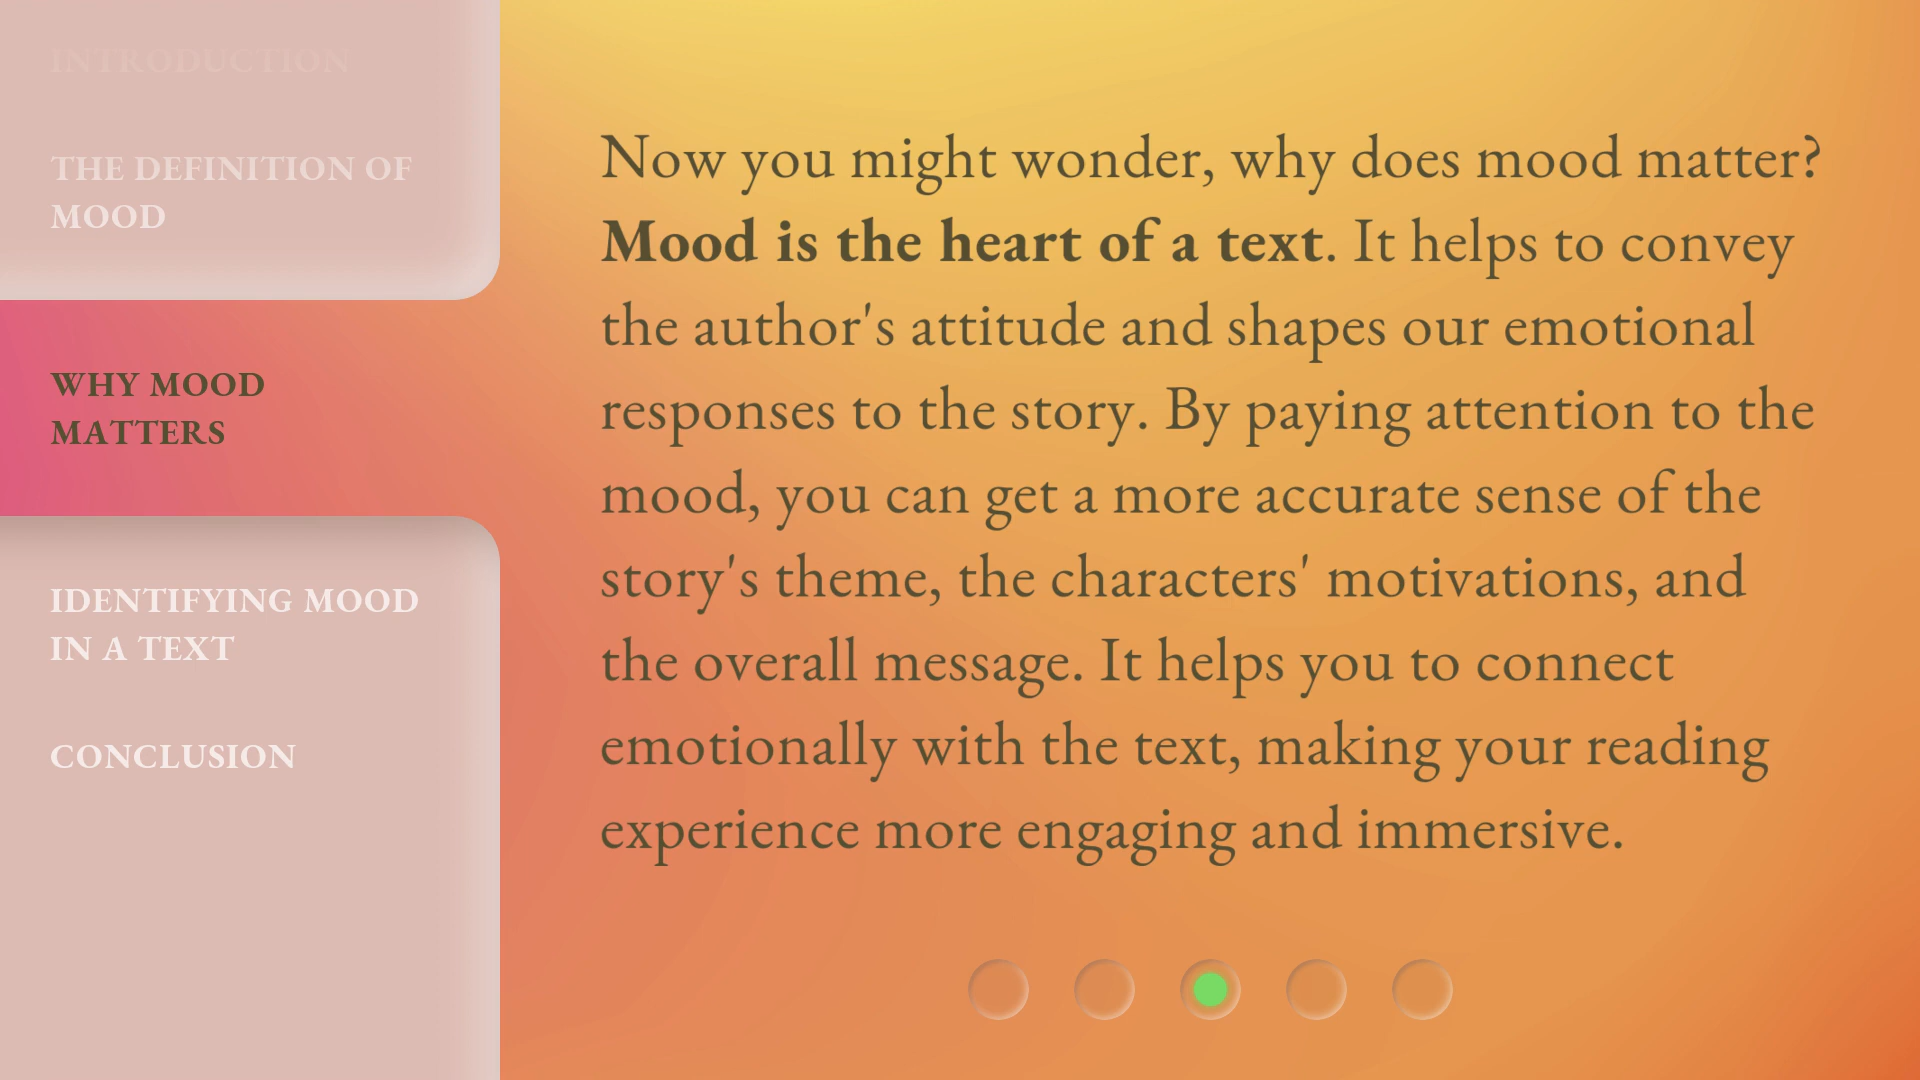 INTRODUCTION
THE DEFINITION OF
MOOD
WHY MOOD
MATTERS
IDENTIFYING MOOD
IN A TEXT
CONCLUSION
Now you might wonder, why does mood matter?
Mood is the heart of a text. It helps to convey
the author's attitude and shapes our emotional
responses to the story. By paying attention to the
mood, you can get a more accurate sense of the
story's theme, the characters' motivations, and
the overall message. It helps you to connect
emotionally with the text, making your reading
experience more engaging and immersive.